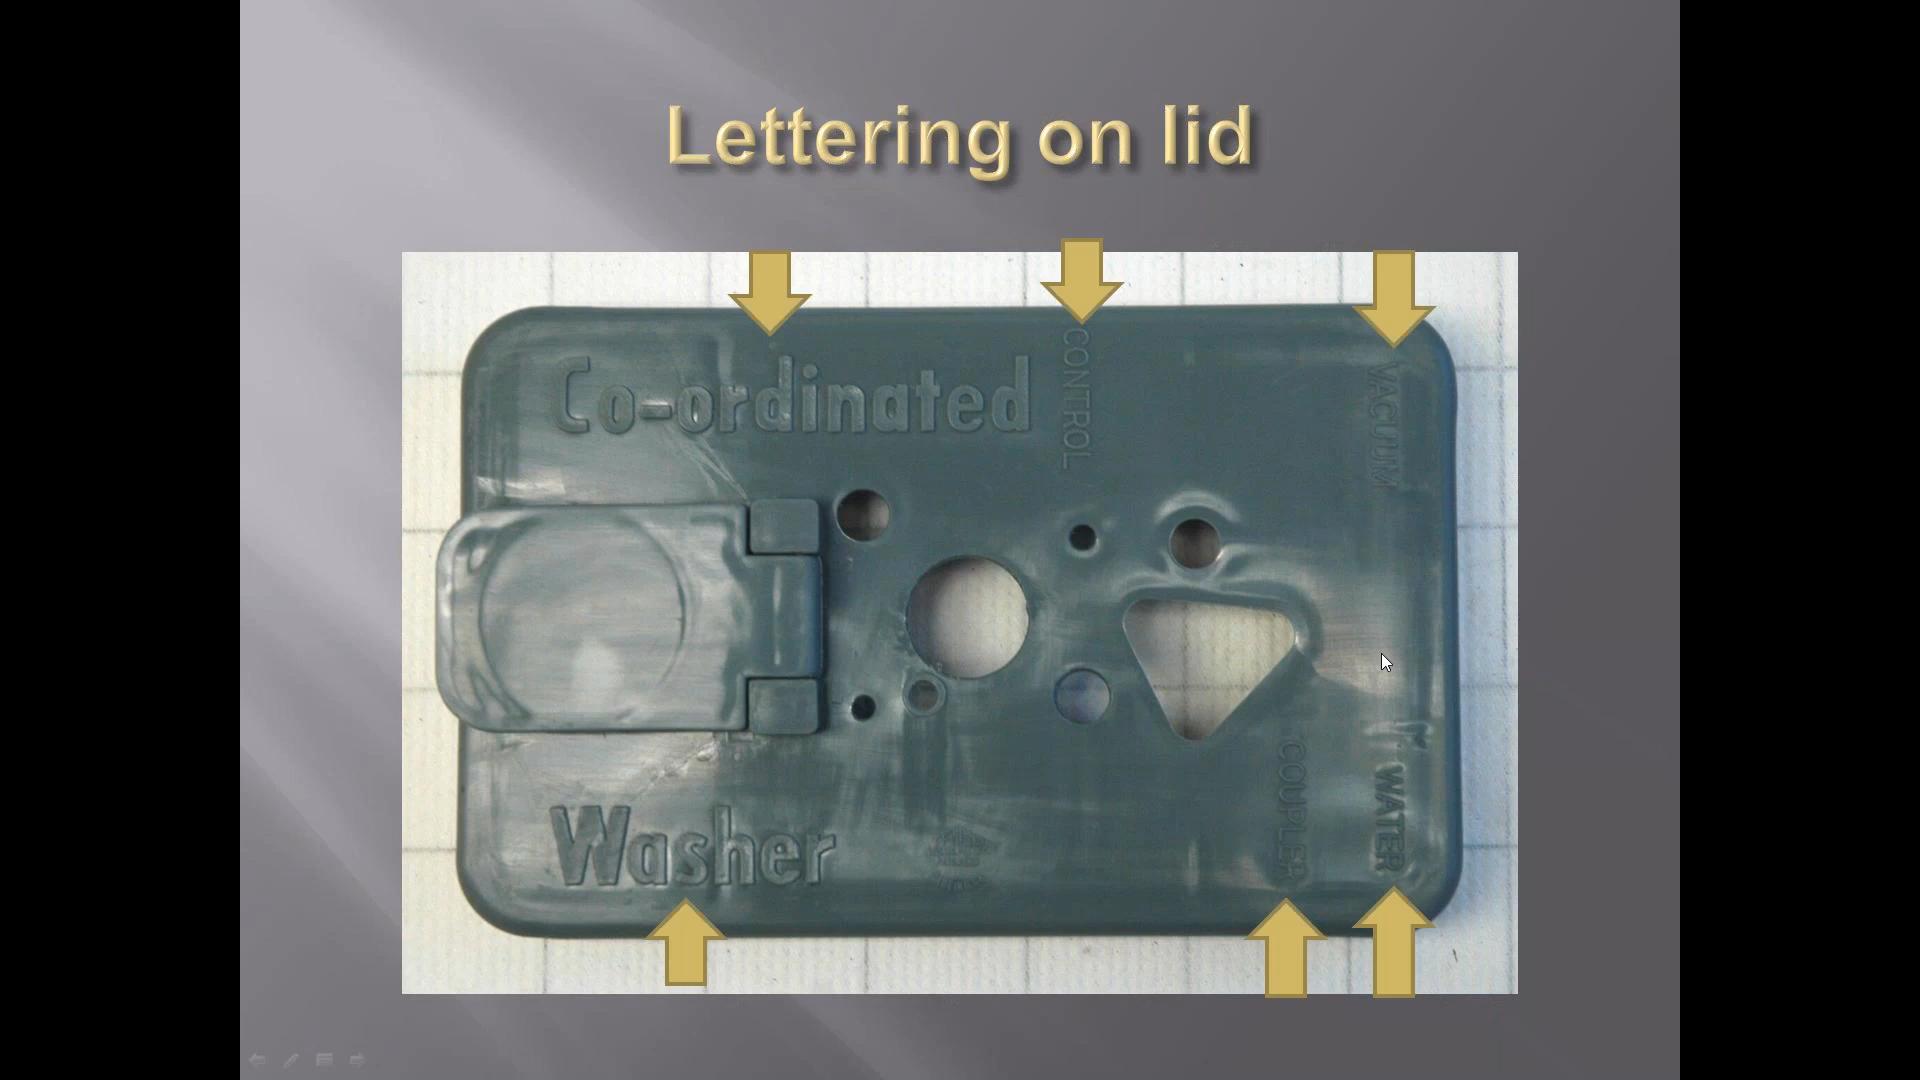 Lettering on lid
Co-ordinated
CONTROL
VACUUM
Washer
COUPLER
WATER